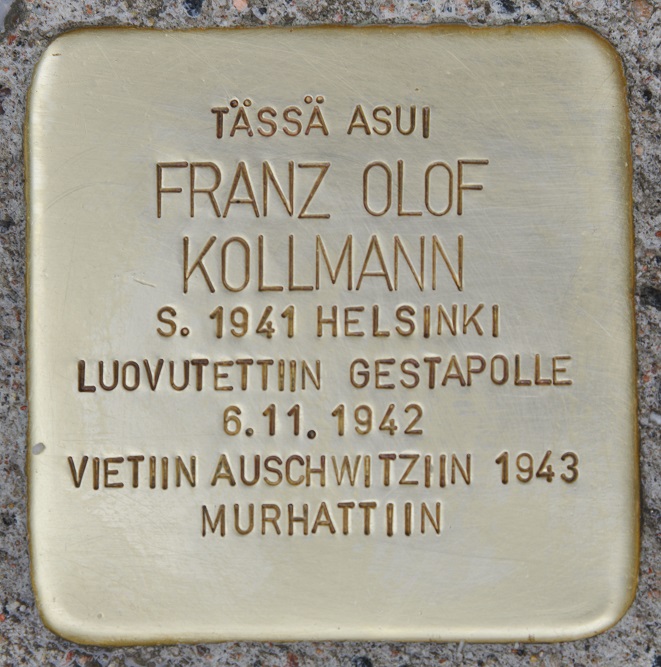 TÄSSÄ ASUI
FRANZ OLOF
KOLLMANN
S. 1941 HELSINKI
LUOVUTETTIIN GESTAPOLLE
6.11. 1942
VIETIIN AUSCHWITZIIN 1943
MURHATTIIN